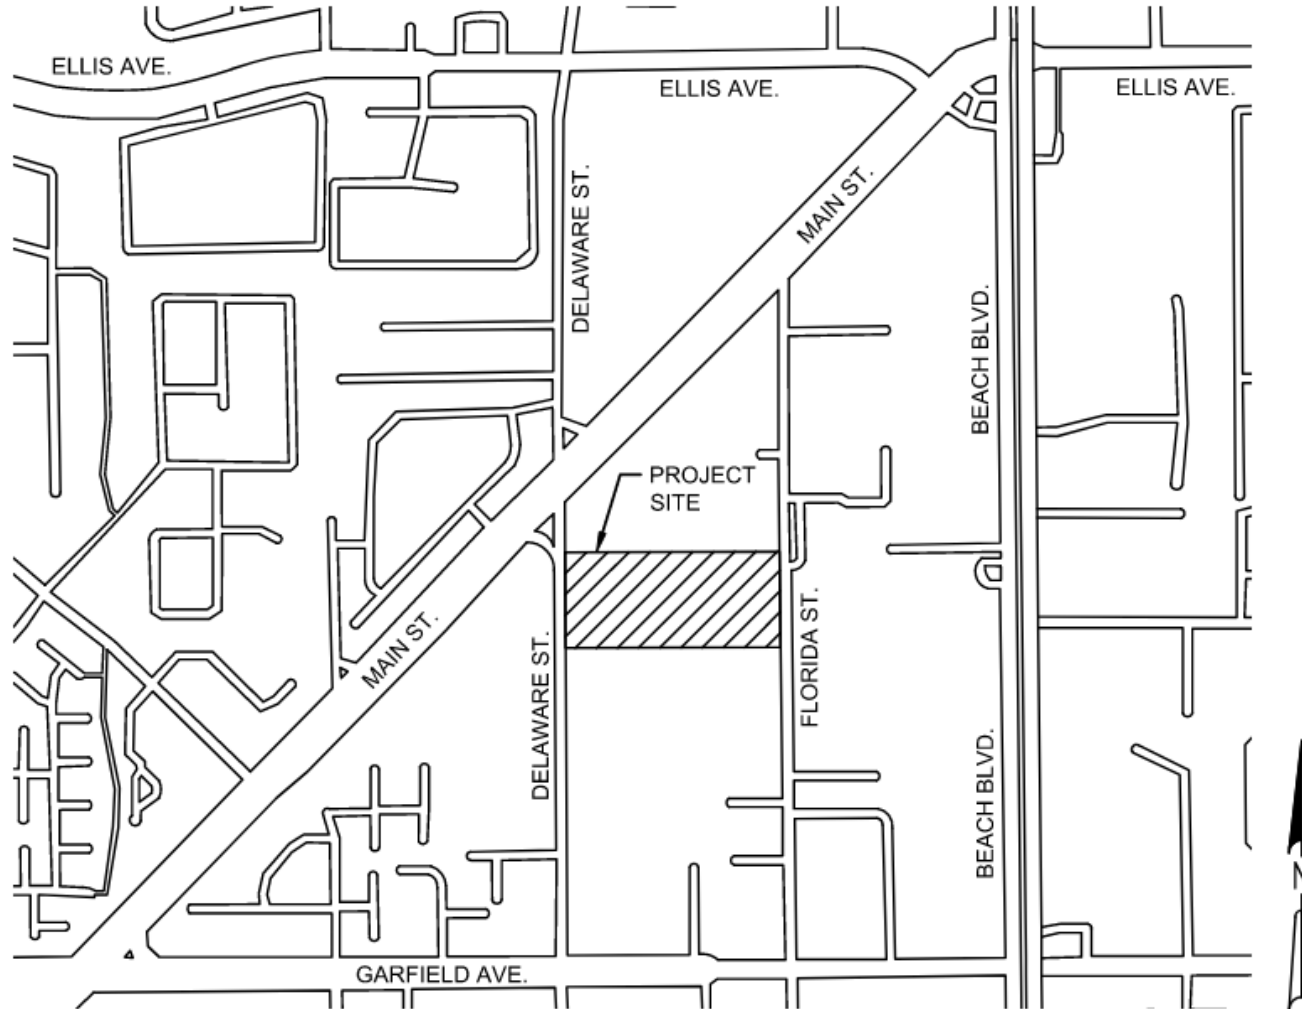 ELLIS AVE.
ELLIS AVE.
ELLIS AVE.
MAIN ST.
DELAWARE ST.
BEACH BLVD.
PROJECT
SITE
MAIN ST.
FLORIDA ST.
DELAWARE ST.
BEACH BLVD.
GARFIELD AVE.